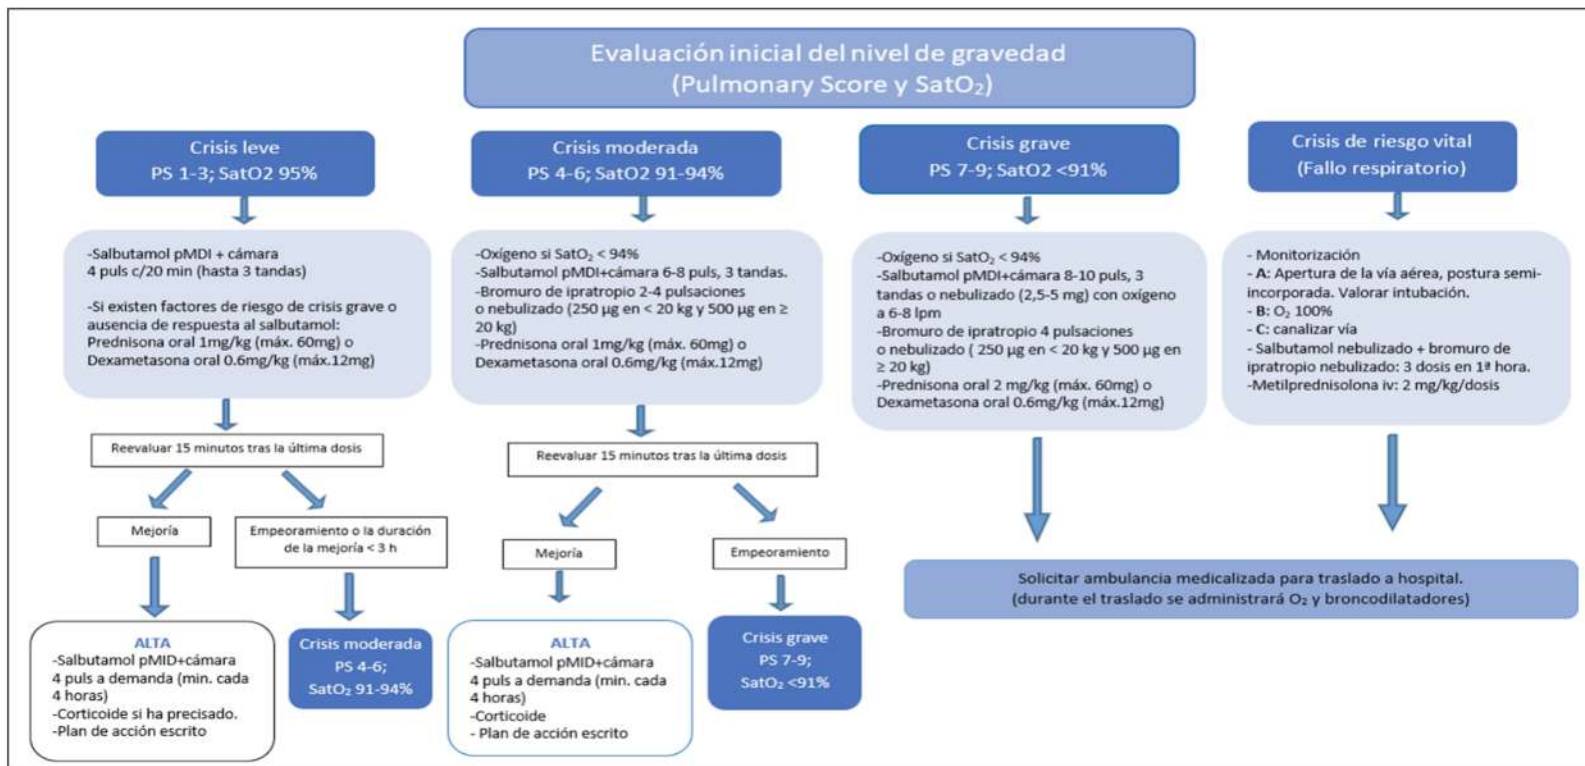 Evaluación inicial del nivel de gravedad
(Pulmonary Score y SatO₂)
Crisis leve
PS 1-3; SatO2 95%
-Salbutamol pMDI + cámara
4 puls c/20 min (hasta 3 tandas)
-Si existen factores de riesgo de crisis grave o
ausencia de respuesta al salbutamol:
Prednisona oral 1mg/kg (máx. 60mg) o
Dexametasona oral 0.6mg/kg (máx.12mg)
Reevaluar 15 minutos tras la última dosis
Mejoría
Empeoramiento o la duración
de la mejoría < 3 h
ALTA
-Salbutamol pMID+cámara
4 puls a demanda (min. cada
4 horas)
-Corticoide si ha precisado.
-Plan de acción escrito
Crisis moderada
PS 4-6;
SatO₂ 91-94%
Crisis moderada
PS 4-6; SatO2 91-94%
-Oxígeno si SatO₂ < 94%
-Salbutamol pMDI+cámara 6-8 puls, 3 tandas.
-Bromuro de ipratropio 2-4 pulsaciones
o nebulizado (250 µg en < 20 kg y 500 µg en ≥
20 kg)
-Prednisona oral 1mg/kg (máx. 60mg) o
Dexametasona oral 0.6mg/kg (máx.12mg)
Reevaluar 15 minutos tras la última dosis
Mejoría
Empeoramiento
ALTA
-Salbutamol pMID+cámara
4 puls a demanda (min. cada
4 horas)
-Corticoide
- Plan de acción escrito
Crisis grave
PS 7-9;
SatO₂ <91%
Crisis grave
PS 7-9; SatO2 <91%
-Oxígeno si SatO₂ < 94%
-Salbutamol pMDI+cámara 8-10 puls, 3
tandas o nebulizado (2,5-5 mg) con oxígeno
a 6-8 lpm
-Bromuro de ipratropio 4 pulsaciones
o nebulizado ( 250 µg en < 20 kg y 500 µg en
≥ 20 kg)
-Prednisona oral 2 mg/kg (máx. 60mg) o
Dexametasona oral 0.6mg/kg (máx.12mg)
Crisis de riesgo vital
(Fallo respiratorio)
- Monitorización
- A: Apertura de la vía aérea, postura semi-
incorporada. Valorar intubación.
- B: O₂ 100%
- C: canalizar vía
- Salbutamol nebulizado + bromuro de
ipratropio nebulizado: 3 dosis en 1ª hora.
-Metilprednisolona iv: 2 mg/kg/dosis
Solicitar ambulancia medicalizada para traslado a hospital.
(durante el traslado se administrará O₂ y broncodilatadores)